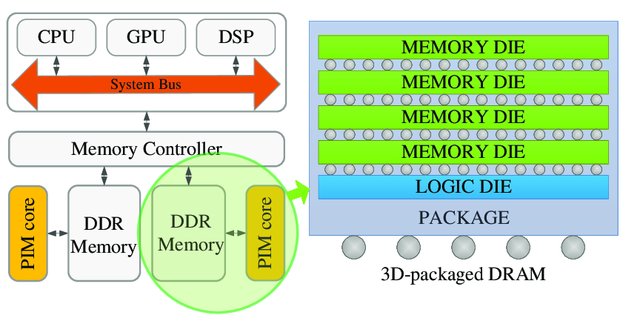 CPU
GPU
DSP
System Bus
Memory Controller
PIM core
DDR
Memory
DDR
Memory
PIM core
MEMORY DIE
MEMORY DIE
MEMORY DIE
MEMORY DIE
LOGIC DIE
PACKAGE
3D-packaged DRAM